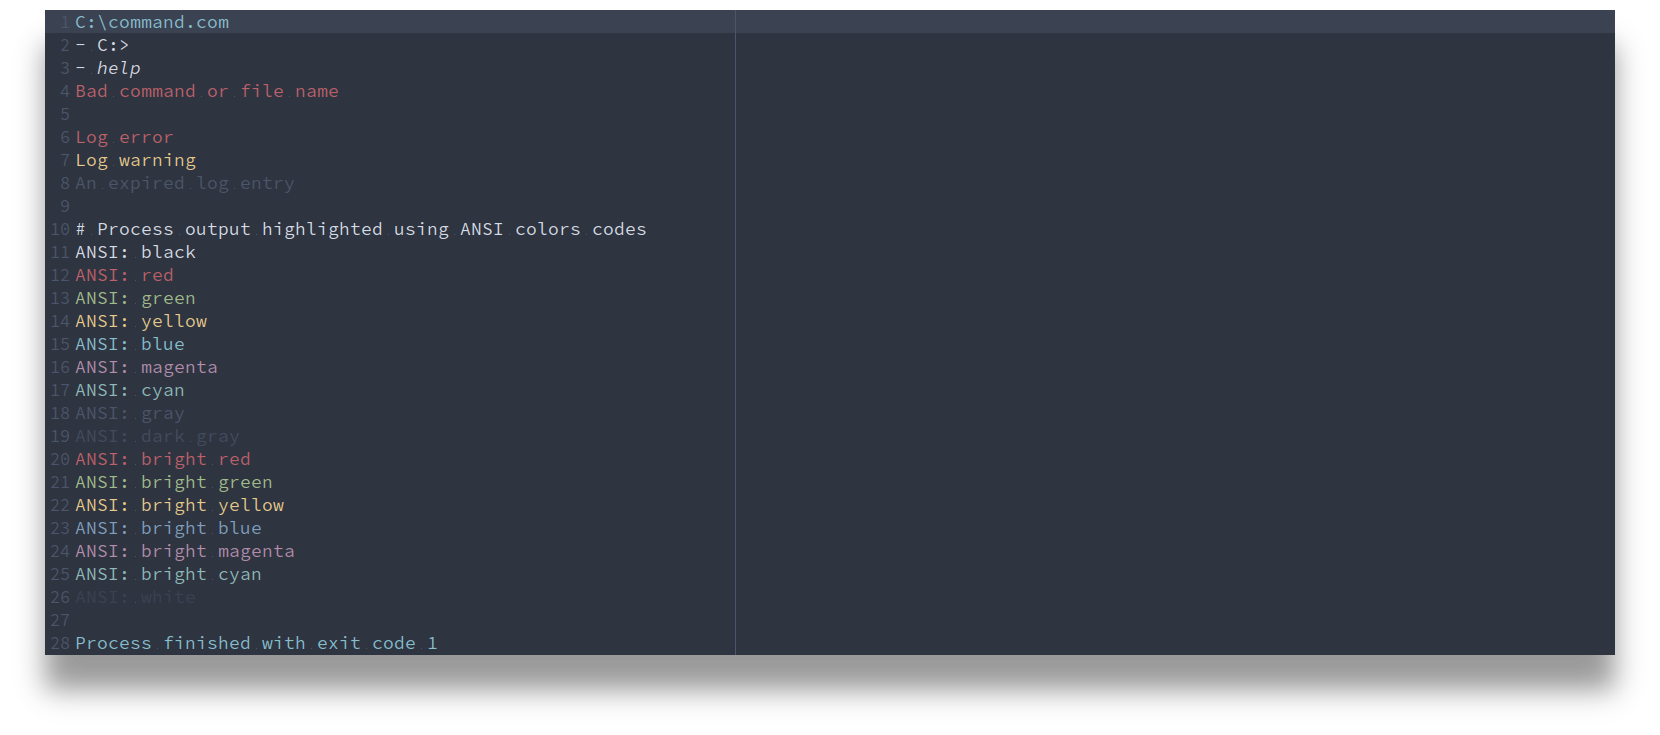 1 C:\command.com
2 - C:>
3 - help
4 Bad command or file name
5
6 Log error
7 Log warning
8 An expired log entry
9
10 # Process output highlighted using ANSI colors codes
11 ANSI: black
12 ANSI: red
13 ANSI: green
14 ANSI: yellow
15 ANSI: blue
16 ANSI: magenta
17 ANSI: cyan
18 ANSI: gray
19 ANSI: dark gray
20 ANSI: bright red
21 ANSI: bright green
22 ANSI: bright yellow
23 ANSI: bright blue
24 ANSI: bright magenta
25 ANSI: bright cyan
26 ANSI: white
27
28 Process finished with exit code 1